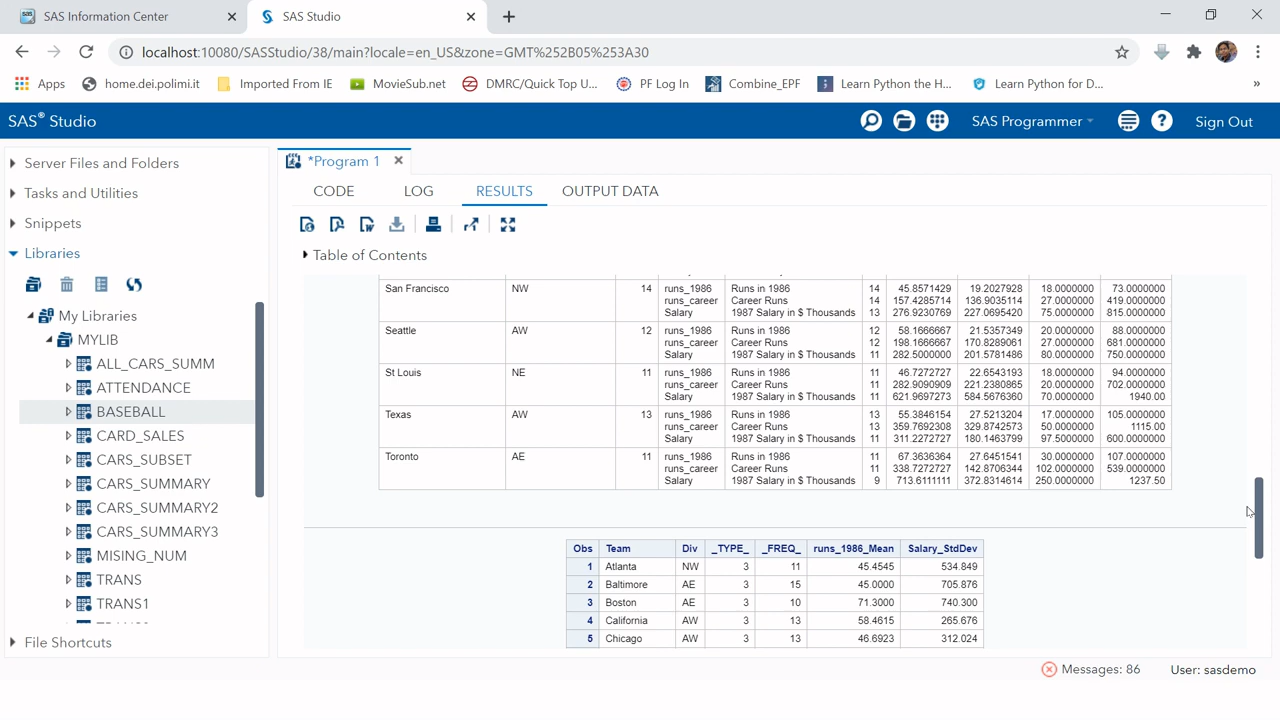 SAS Information Center
SAS Studio
localhost:10080/SASStudio/38/main?locale=en_US&zone=GMT%252B05%253A30
Apps home.dei.polimi.it Imported From IE MovieSub.net DMRC/Quick Top U... PF Log In Combine_EPF Learn Python the H... Learn Python for D... »
SAS® Studio SAS Programmer Sign Out
Server Files and Folders
Tasks and Utilities
Snippets
Libraries
My Libraries
MYLIB
ALL_CARS_SUMM
ATTENDANCE
BASEBALL
CARD_SALES
CARS_SUBSET
CARS_SUMMARY
CARS_SUMMARY2
CARS_SUMMARY3
MISING_NUM
TRANS
TRANS1
File Shortcuts
*Program 1
CODE LOG RESULTS OUTPUT DATA
Table of Contents
San Francisco NW 14 runs_1986 Runs in 1986 14 45.8571429 19.2027928 18.0000000 73.0000000
runs_career Career Runs 14 157.4285714 136.9035114 27.0000000 419.0000000
Salary 1987 Salary in $ Thousands 13 276.9230769 227.0695420 75.0000000 815.0000000
Seattle AW 12 runs_1986 Runs in 1986 12 58.1666667 21.5357349 20.0000000 88.0000000
runs_career Career Runs 12 198.1666667 170.8289061 27.0000000 681.0000000
Salary 1987 Salary in $ Thousands 11 282.5000000 201.5781486 80.0000000 750.0000000
St Louis NE 11 runs_1986 Runs in 1986 11 46.7272727 22.6543193 18.0000000 94.0000000
runs_career Career Runs 11 282.9090909 221.2380865 20.0000000 702.0000000
Salary 1987 Salary in $ Thousands 11 621.9697273 584.5676360 70.0000000 1940.00
Texas AW 13 runs_1986 Runs in 1986 13 55.3846154 27.5213204 17.0000000 105.0000000
runs_career Career Runs 13 359.7692308 329.8742573 50.0000000 1115.00
Salary 1987 Salary in $ Thousands 11 311.2272727 180.1463799 97.5000000 600.0000000
Toronto AE 11 runs_1986 Runs in 1986 11 67.3636364 27.6451541 30.0000000 107.0000000
runs_career Career Runs 11 338.7272727 142.8706344 102.0000000 539.0000000
Salary 1987 Salary in $ Thousands 9 713.6111111 372.8314614 250.0000000 1237.50
Obs Team Div _TYPE_ _FREQ_ runs_1986_Mean Salary_StdDev
1 Atlanta NW 3 11 45.4545 534.849
2 Baltimore AE 3 15 45.0000 705.876
3 Boston AE 3 10 71.3000 740.300
4 California AW 3 13 58.4615 265.676
5 Chicago AW 3 13 46.6923 312.024
Messages: 86 User: sasdemo